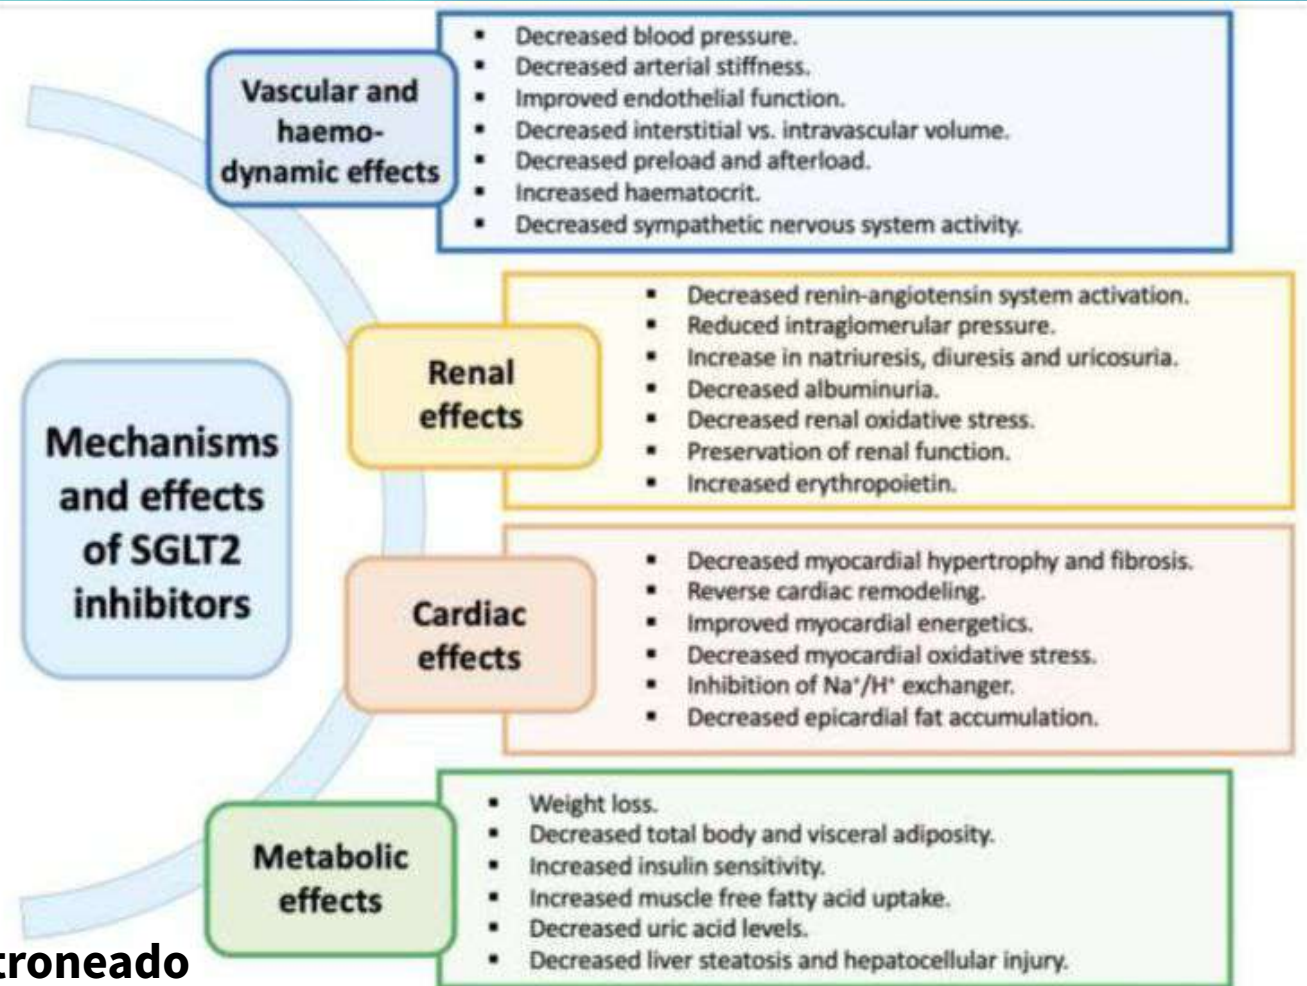 Mechanisms
and effects
of SGLT2
inhibitors
Vascular and
haemo-
dynamic effects
▪ Decreased blood pressure.
▪ Decreased arterial stiffness.
▪ Improved endothelial function.
▪ Decreased interstitial vs. intravascular volume.
▪ Decreased preload and afterload.
▪ Increased haematocrit.
▪ Decreased sympathetic nervous system activity.
Renal
effects
▪ Decreased renin-angiotensin system activation.
▪ Reduced intraglomerular pressure.
▪ Increase in natriuresis, diuresis and uricosuria.
▪ Decreased albuminuria.
▪ Decreased renal oxidative stress.
▪ Preservation of renal function.
▪ Increased erythropoietin.
Cardiac
effects
▪ Decreased myocardial hypertrophy and fibrosis.
▪ Reverse cardiac remodeling.
▪ Improved myocardial energetics.
▪ Decreased myocardial oxidative stress.
▪ Inhibition of Na⁺/H⁺ exchanger.
▪ Decreased epicardial fat accumulation.
Metabolic
effects
▪ Weight loss.
▪ Decreased total body and visceral adiposity.
▪ Increased insulin sensitivity.
▪ Increased muscle free fatty acid uptake.
▪ Decreased uric acid levels.
▪ Decreased liver steatosis and hepatocellular injury.
troneado